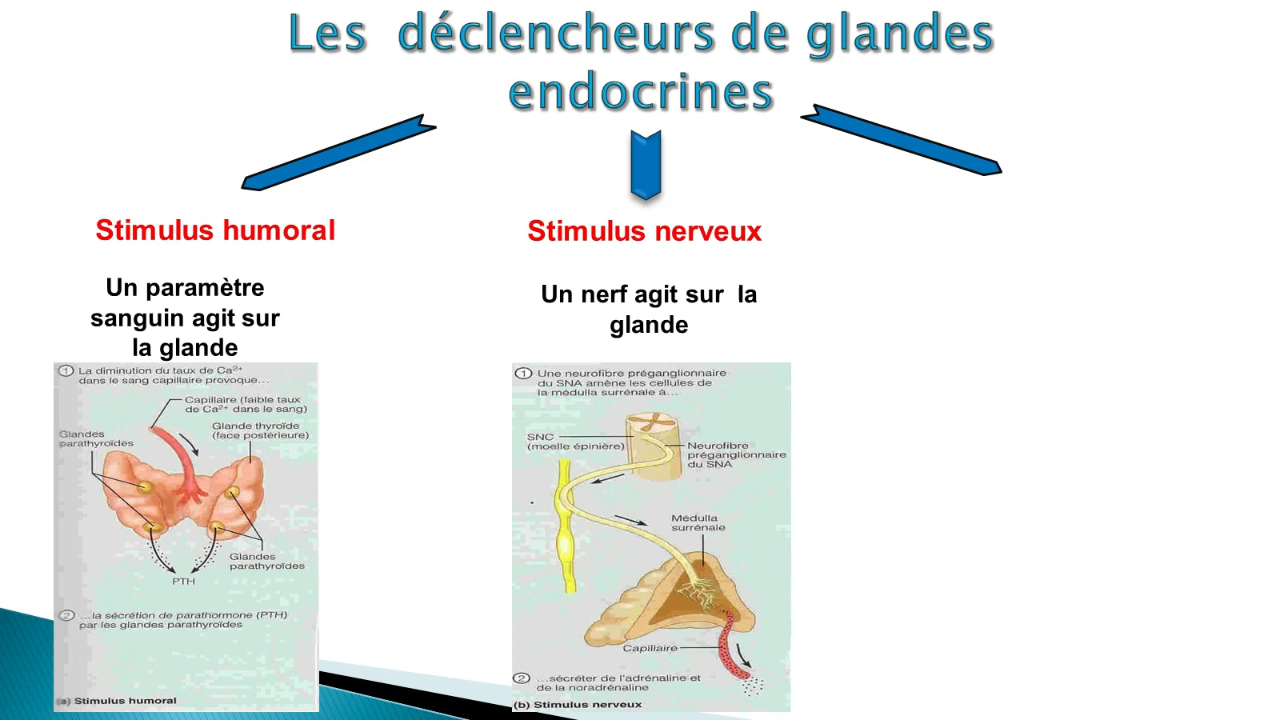 Les déclencheurs de glandes
endocrines
Stimulus humoral
Un paramètre
sanguin agit sur
la glande
1 La diminution du taux de Ca2+
dans le sang capillaire provoque…
Capillaire (faible taux
de Ca2+ dans le sang)
Glande thyroïde
(face postérieure)
Glandes
parathyroïdes
Glandes
parathyroïdes
PTH
2 …la sécrétion de parathormone (PTH)
par les glandes parathyroïdes
(a) Stimulus humoral
Stimulus nerveux
Un nerf agit sur la
glande
1 Une neurofibre préganglionnaire
du SNA amène les cellules de
la médulla surrénale à…
SNC
(moelle épinière)
Neurofibre
préganglionnaire
du SNA
Médulla
surrénale
Capillaire
2 …sécréter de l'adrénaline et
de la noradrénaline
(b) Stimulus nerveux